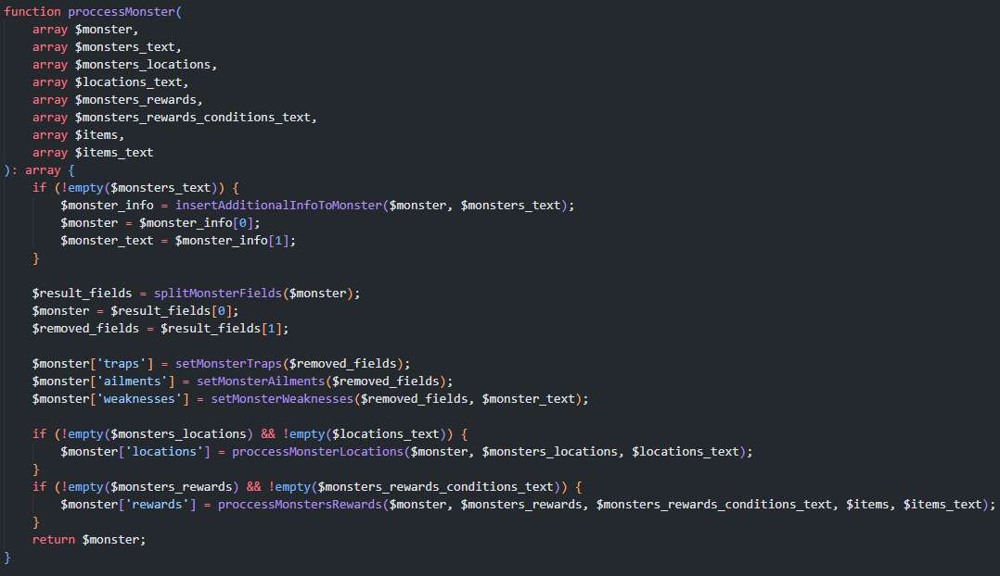 function proccessMonster(
    array $monster,
    array $monsters_text,
    array $monsters_locations,
    array $locations_text,
    array $monsters_rewards,
    array $monsters_rewards_conditions_text,
    array $items,
    array $items_text
): array {
    if (!empty($monsters_text)) {
        $monster_info = insertAdditionalInfoToMonster($monster, $monsters_text);
        $monster = $monster_info[0];
        $monster_text = $monster_info[1];
    }

    $result_fields = splitMonsterFields($monster);
    $monster = $result_fields[0];
    $removed_fields = $result_fields[1];

    $monster['traps'] = setMonsterTraps($removed_fields);
    $monster['ailments'] = setMonsterAilments($removed_fields);
    $monster['weaknesses'] = setMonsterWeaknesses($removed_fields, $monster_text);

    if (!empty($monsters_locations) && !empty($locations_text)) {
        $monster['locations'] = proccessMonsterLocations($monster, $monsters_locations, $locations_text);
    }
    if (!empty($monsters_rewards) && !empty($monsters_rewards_conditions_text)) {
        $monster['rewards'] = proccessMonstersRewards($monster, $monsters_rewards, $monsters_rewards_conditions_text, $items, $items_text);
    }
    return $monster;
}